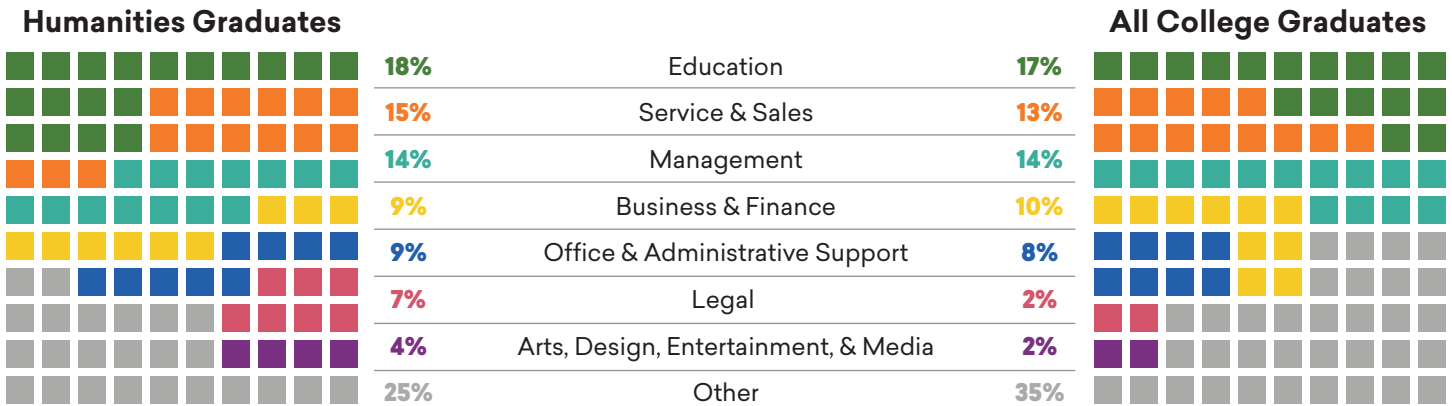 Humanities Graduates
All College Graduates
18% Education 17%
15% Service & Sales 13%
14% Management 14%
9% Business & Finance 10%
9% Office & Administrative Support 8%
7% Legal 2%
4% Arts, Design, Entertainment, & Media 2%
25% Other 35%